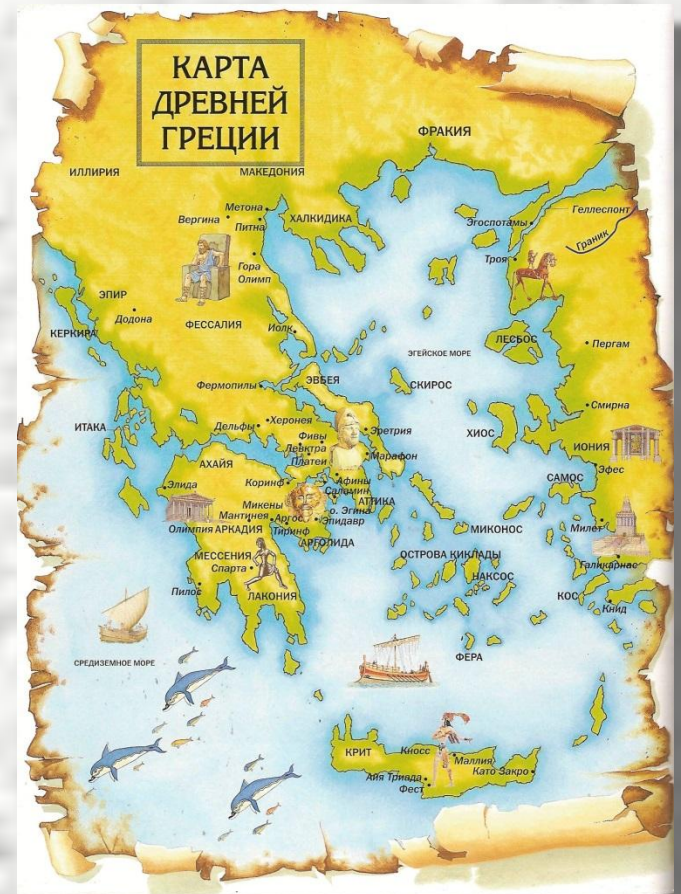 КАРТА
ДРЕВНЕЙ
ГРЕЦИИ
ФРАКИЯ
ИЛЛИРИЯ
МАКЕДОНИЯ
Метона
Вергина
Питна
ХАЛКИДИКА
Геллеспонт
Эгоспотамы
Граник
Троя
Гора
Олимп
ЭПИР
Додона
КЕРКИРА
ФЕССАЛИЯ
Иолк
ЛЕСБОС
Пергам
ЭГЕЙСКОЕ МОРЕ
Фермопилы
ЭВБЕЯ
СКИРОС
Смирна
ИТАКА
Дельфы
Херонея
Фивы
Левктра
Платеи
Эретрия
Марафон
ХИОС
ИОНИЯ
Эфес
АХАЙЯ
Элида
Коринф
Афины
Саламин
АТТИКА
САМОС
Микены
Мантинея
Аргос
о. Эгина
Эпидавр
Олимпия
АРКАДИЯ
Тиринф
АРГОЛИДА
МИКОНОС
Милет
МЕССЕНИЯ
Спарта
ОСТРОВА КИКЛАДЫ
НАКСОС
Галикарнас
Пилос
ЛАКОНИЯ
КОС
Книд
СРЕДИЗЕМНОЕ МОРЕ
ФЕРА
КРИТ
Кносс
Маллия
Айя Триада
Като Закро
Фест